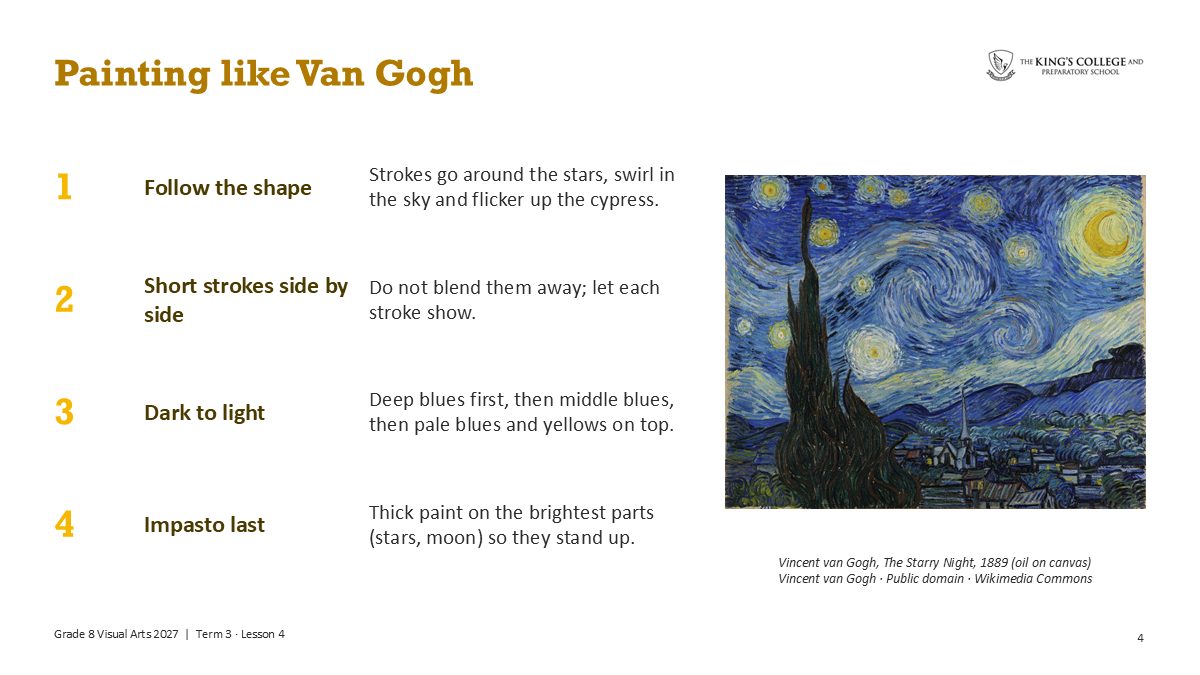 Painting like Van Gogh
THE KING'S COLLEGE AND
PREPARATORY SCHOOL
1
Follow the shape
Strokes go around the stars, swirl in
the sky and flicker up the cypress.
2
Short strokes side by
side
Do not blend them away; let each
stroke show.
3
Dark to light
Deep blues first, then middle blues,
then pale blues and yellows on top.
4
Impasto last
Thick paint on the brightest parts
(stars, moon) so they stand up.
Vincent van Gogh, The Starry Night, 1889 (oil on canvas)
Vincent van Gogh · Public domain · Wikimedia Commons
Grade 8 Visual Arts 2027 | Term 3 · Lesson 4
4